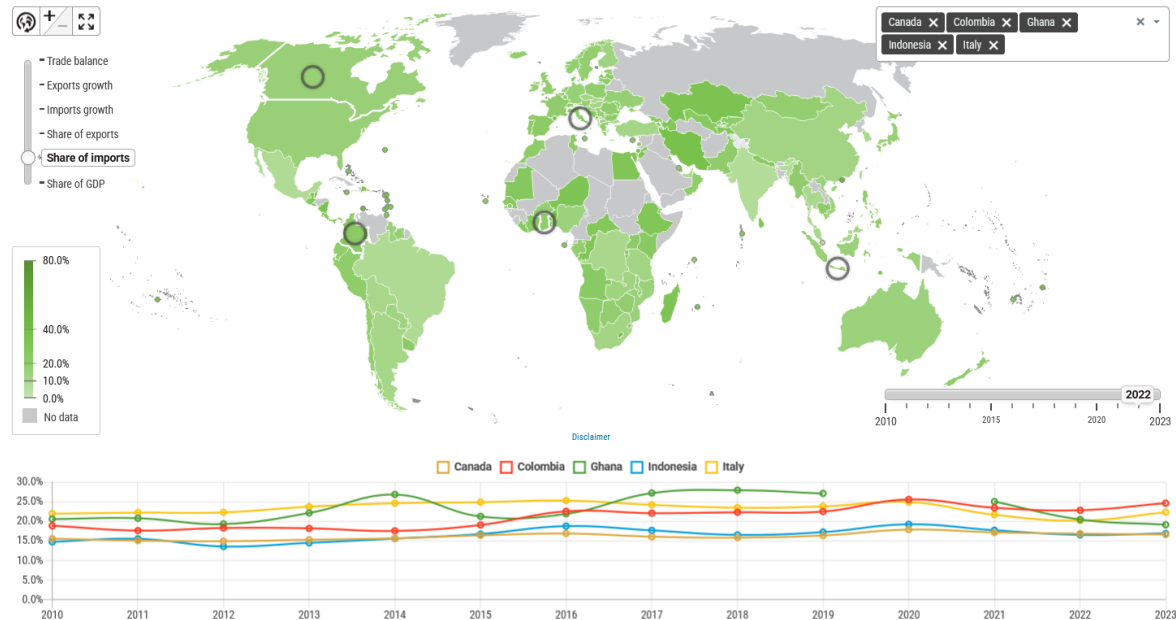 Canada ✕ Colombia ✕ Ghana ✕
Indonesia ✕ Italy ✕
Trade balance
Exports growth
Imports growth
Share of exports
Share of imports
Share of GDP
80.0%
40.0%
20.0%
10.0%
0.0%
No data
2022
2010 2015 2020 2023
Disclaimer
Canada Colombia Ghana Indonesia Italy
30.0%
25.0%
20.0%
15.0%
10.0%
5.0%
0.0%
2010 2011 2012 2013 2014 2015 2016 2017 2018 2019 2020 2021 2022 2023